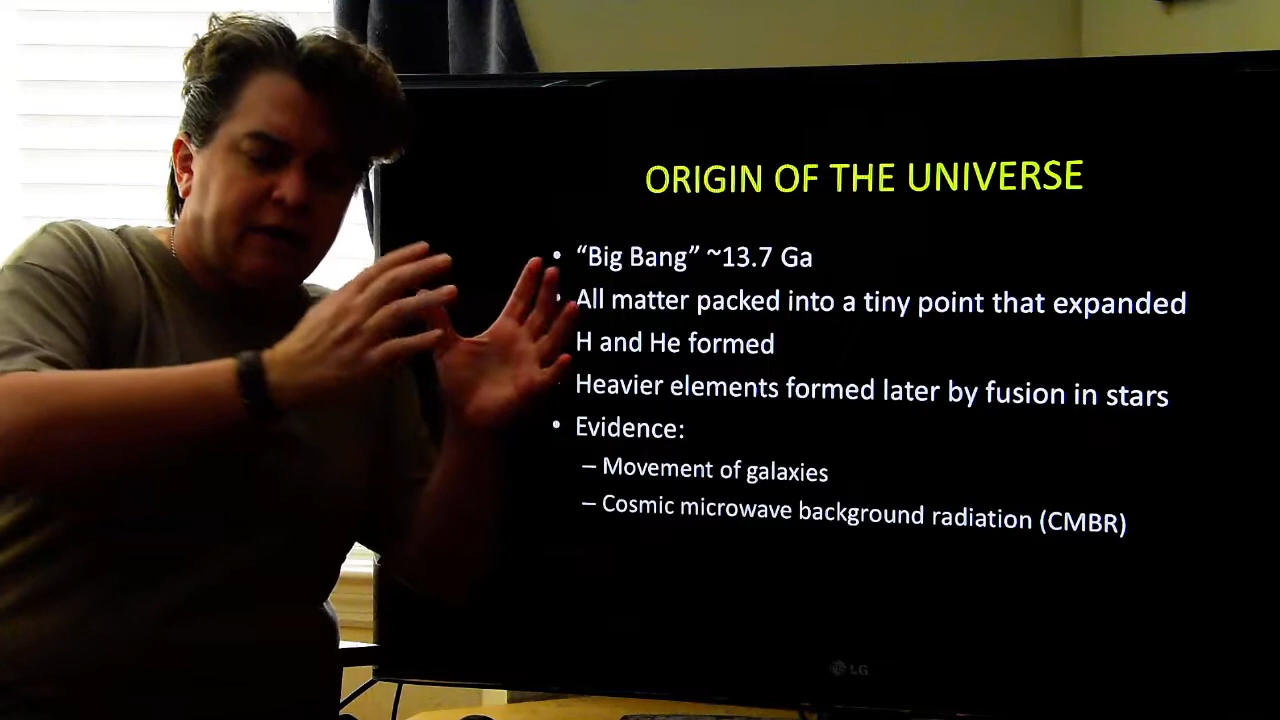 ORIGIN OF THE UNIVERSE
• “Big Bang” ~13.7 Ga
• All matter packed into a tiny point that expanded
H and He formed
Heavier elements formed later by fusion in stars
• Evidence:
– Movement of galaxies
– Cosmic microwave background radiation (CMBR)
LG